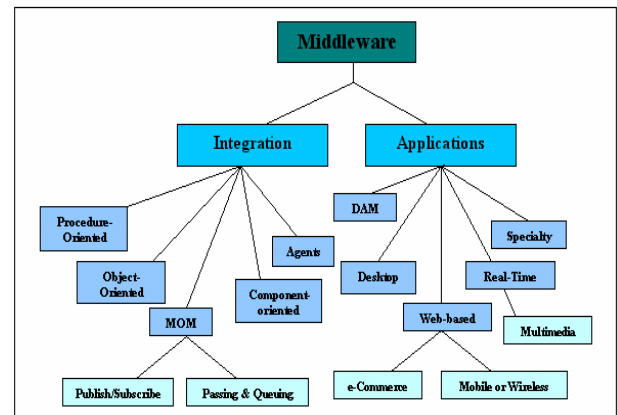 Middleware
Integration
Applications
DAM
Procedure-
Oriented
Specialty
Agents
Object-
Oriented
Desktop
Real-Time
Component-
oriented
MOM
Web-based
Multimedia
Publish/Subscribe
Passing & Queuing
e-Commerce
Mobile or Wireless